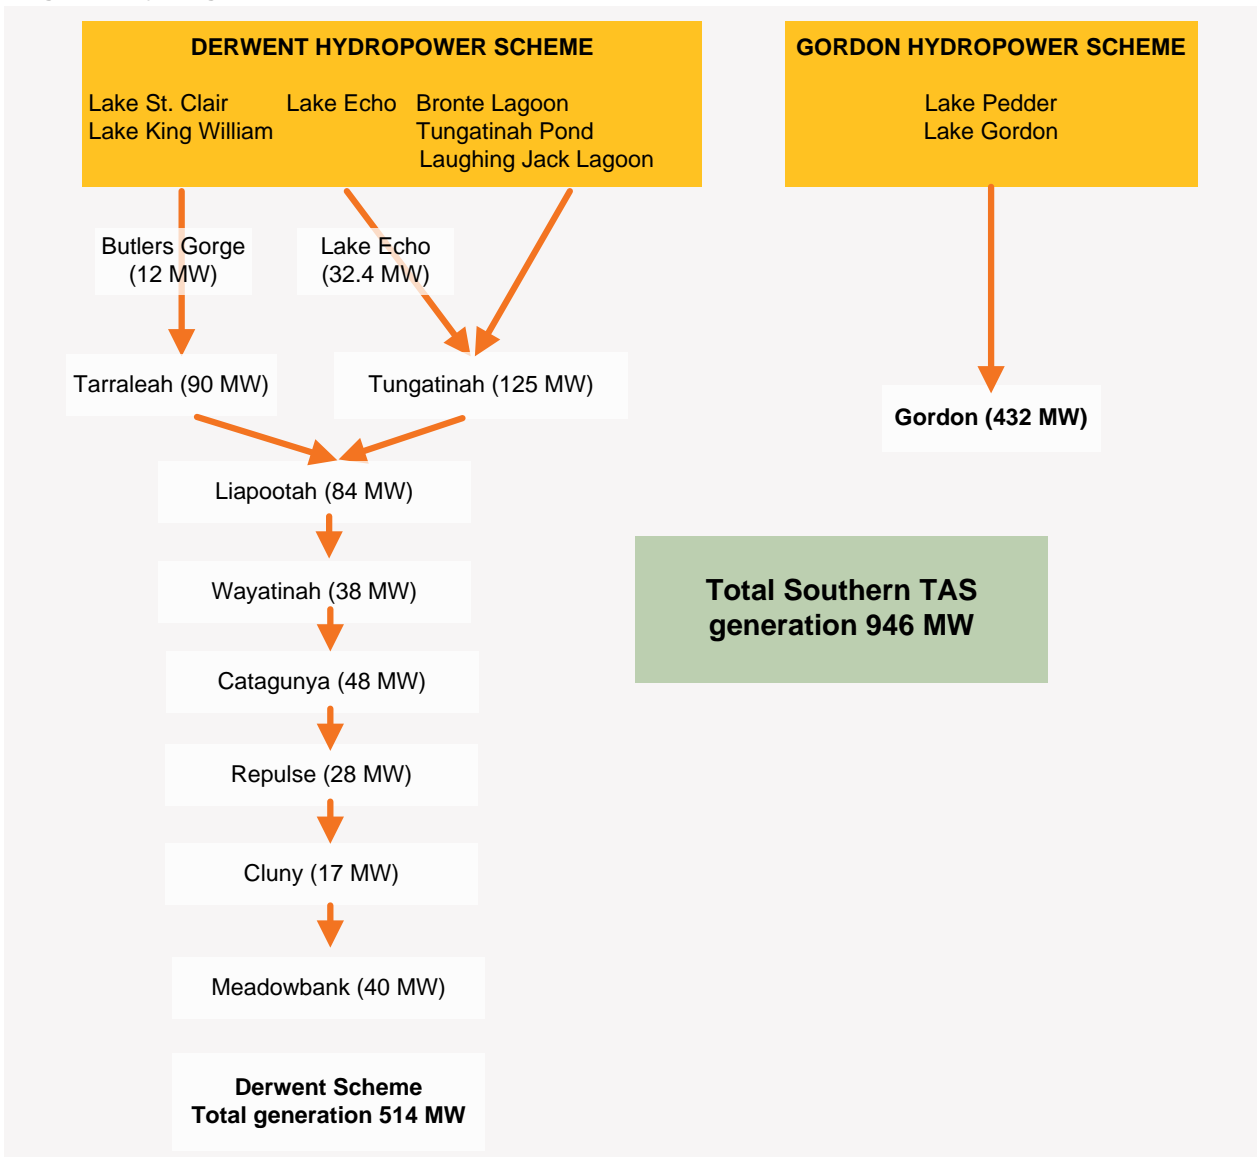 DERWENT HYDROPOWER SCHEME
Lake St. Clair
Lake King William
Lake Echo
Bronte Lagoon
Tungatinah Pond
Laughing Jack Lagoon
GORDON HYDROPOWER SCHEME
Lake Pedder
Lake Gordon
Butlers Gorge
(12 MW)
Lake Echo
(32.4 MW)
Tarraleah (90 MW)
Tungatinah (125 MW)
Gordon (432 MW)
Liapootah (84 MW)
Wayatinah (38 MW)
Catagunya (48 MW)
Repulse (28 MW)
Cluny (17 MW)
Meadowbank (40 MW)
Derwent Scheme
Total generation 514 MW
Total Southern TAS
generation 946 MW